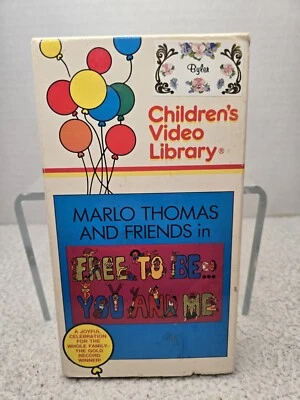 Byler
Children's
Video
Library®
MARLO THOMAS
AND FRIENDS in
FREE TO BE...
YOU AND ME
A JOYFUL
CELEBRATION
FOR THE
WHOLE FAMILY-
THE GOLD
RECORD
WINNER!